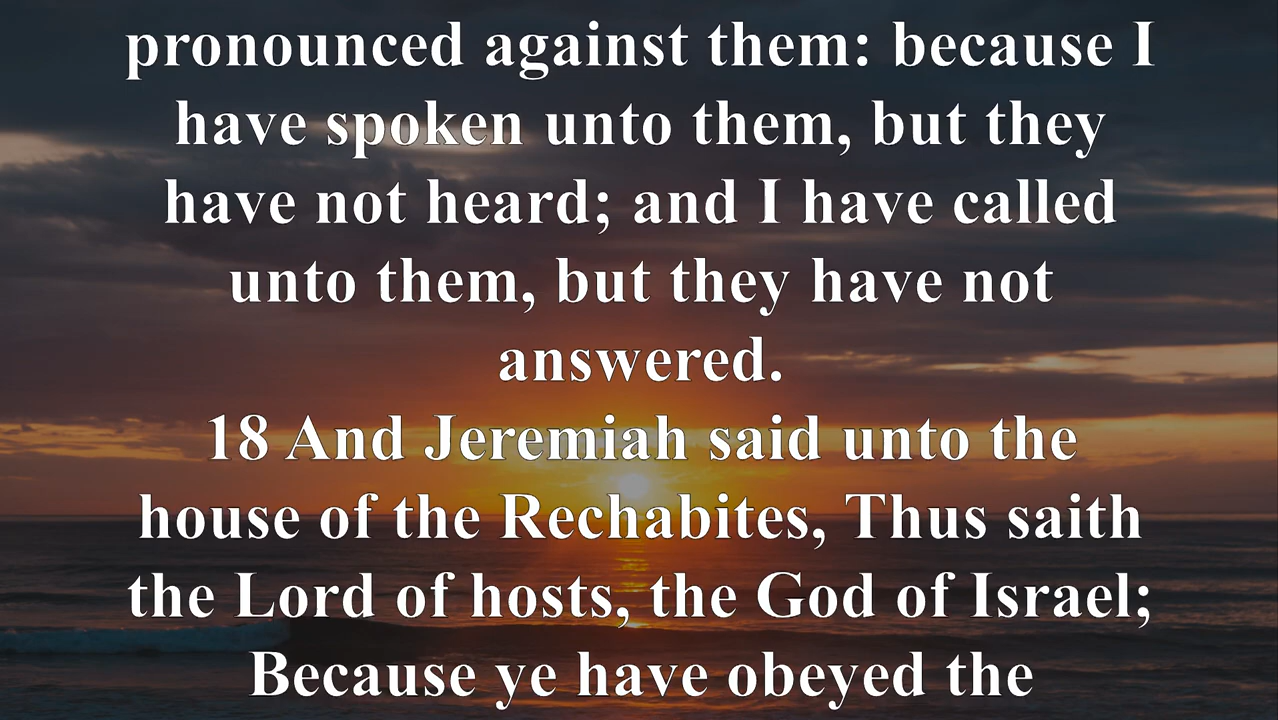 pronounced against them: because I
have spoken unto them, but they
have not heard; and I have called
unto them, but they have not
answered.
18 And Jeremiah said unto the
house of the Rechabites, Thus saith
the Lord of hosts, the God of Israel;
Because ye have obeyed the